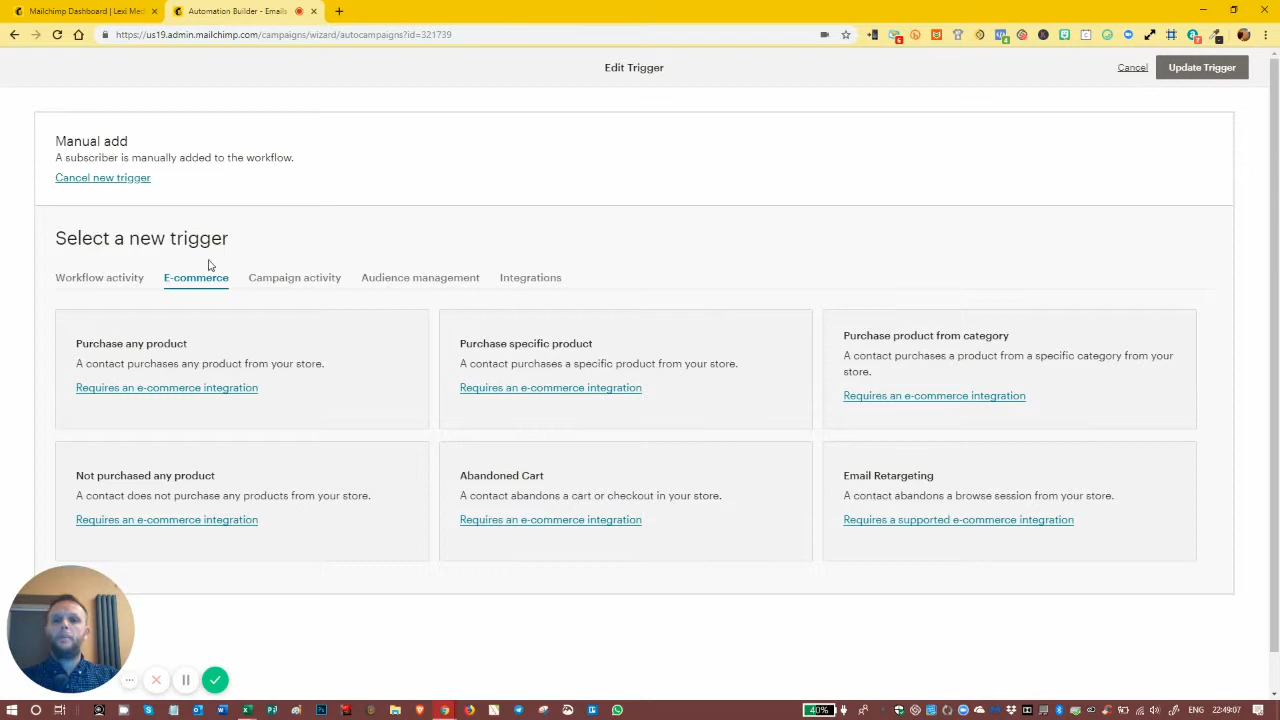 Mailchimp Dashboard | Lexi Med
Automation Builder - Emails
https://us19.admin.mailchimp.com/campaigns/wizard/autocampaigns?id=321739
Edit Trigger
Cancel
Update Trigger
Manual add
A subscriber is manually added to the workflow.
Cancel new trigger
Select a new trigger
Workflow activity
E-commerce
Campaign activity
Audience management
Integrations
Purchase any product
A contact purchases any product from your store.
Requires an e-commerce integration
Purchase specific product
A contact purchases a specific product from your store.
Requires an e-commerce integration
Purchase product from category
A contact purchases a product from a specific category from your
store.
Requires an e-commerce integration
Not purchased any product
A contact does not purchase any products from your store.
Requires an e-commerce integration
Abandoned Cart
A contact abandons a cart or checkout in your store.
Requires an e-commerce integration
Email Retargeting
A contact abandons a browse session from your store.
Requires a supported e-commerce integration
40%
ENG
20:49:07